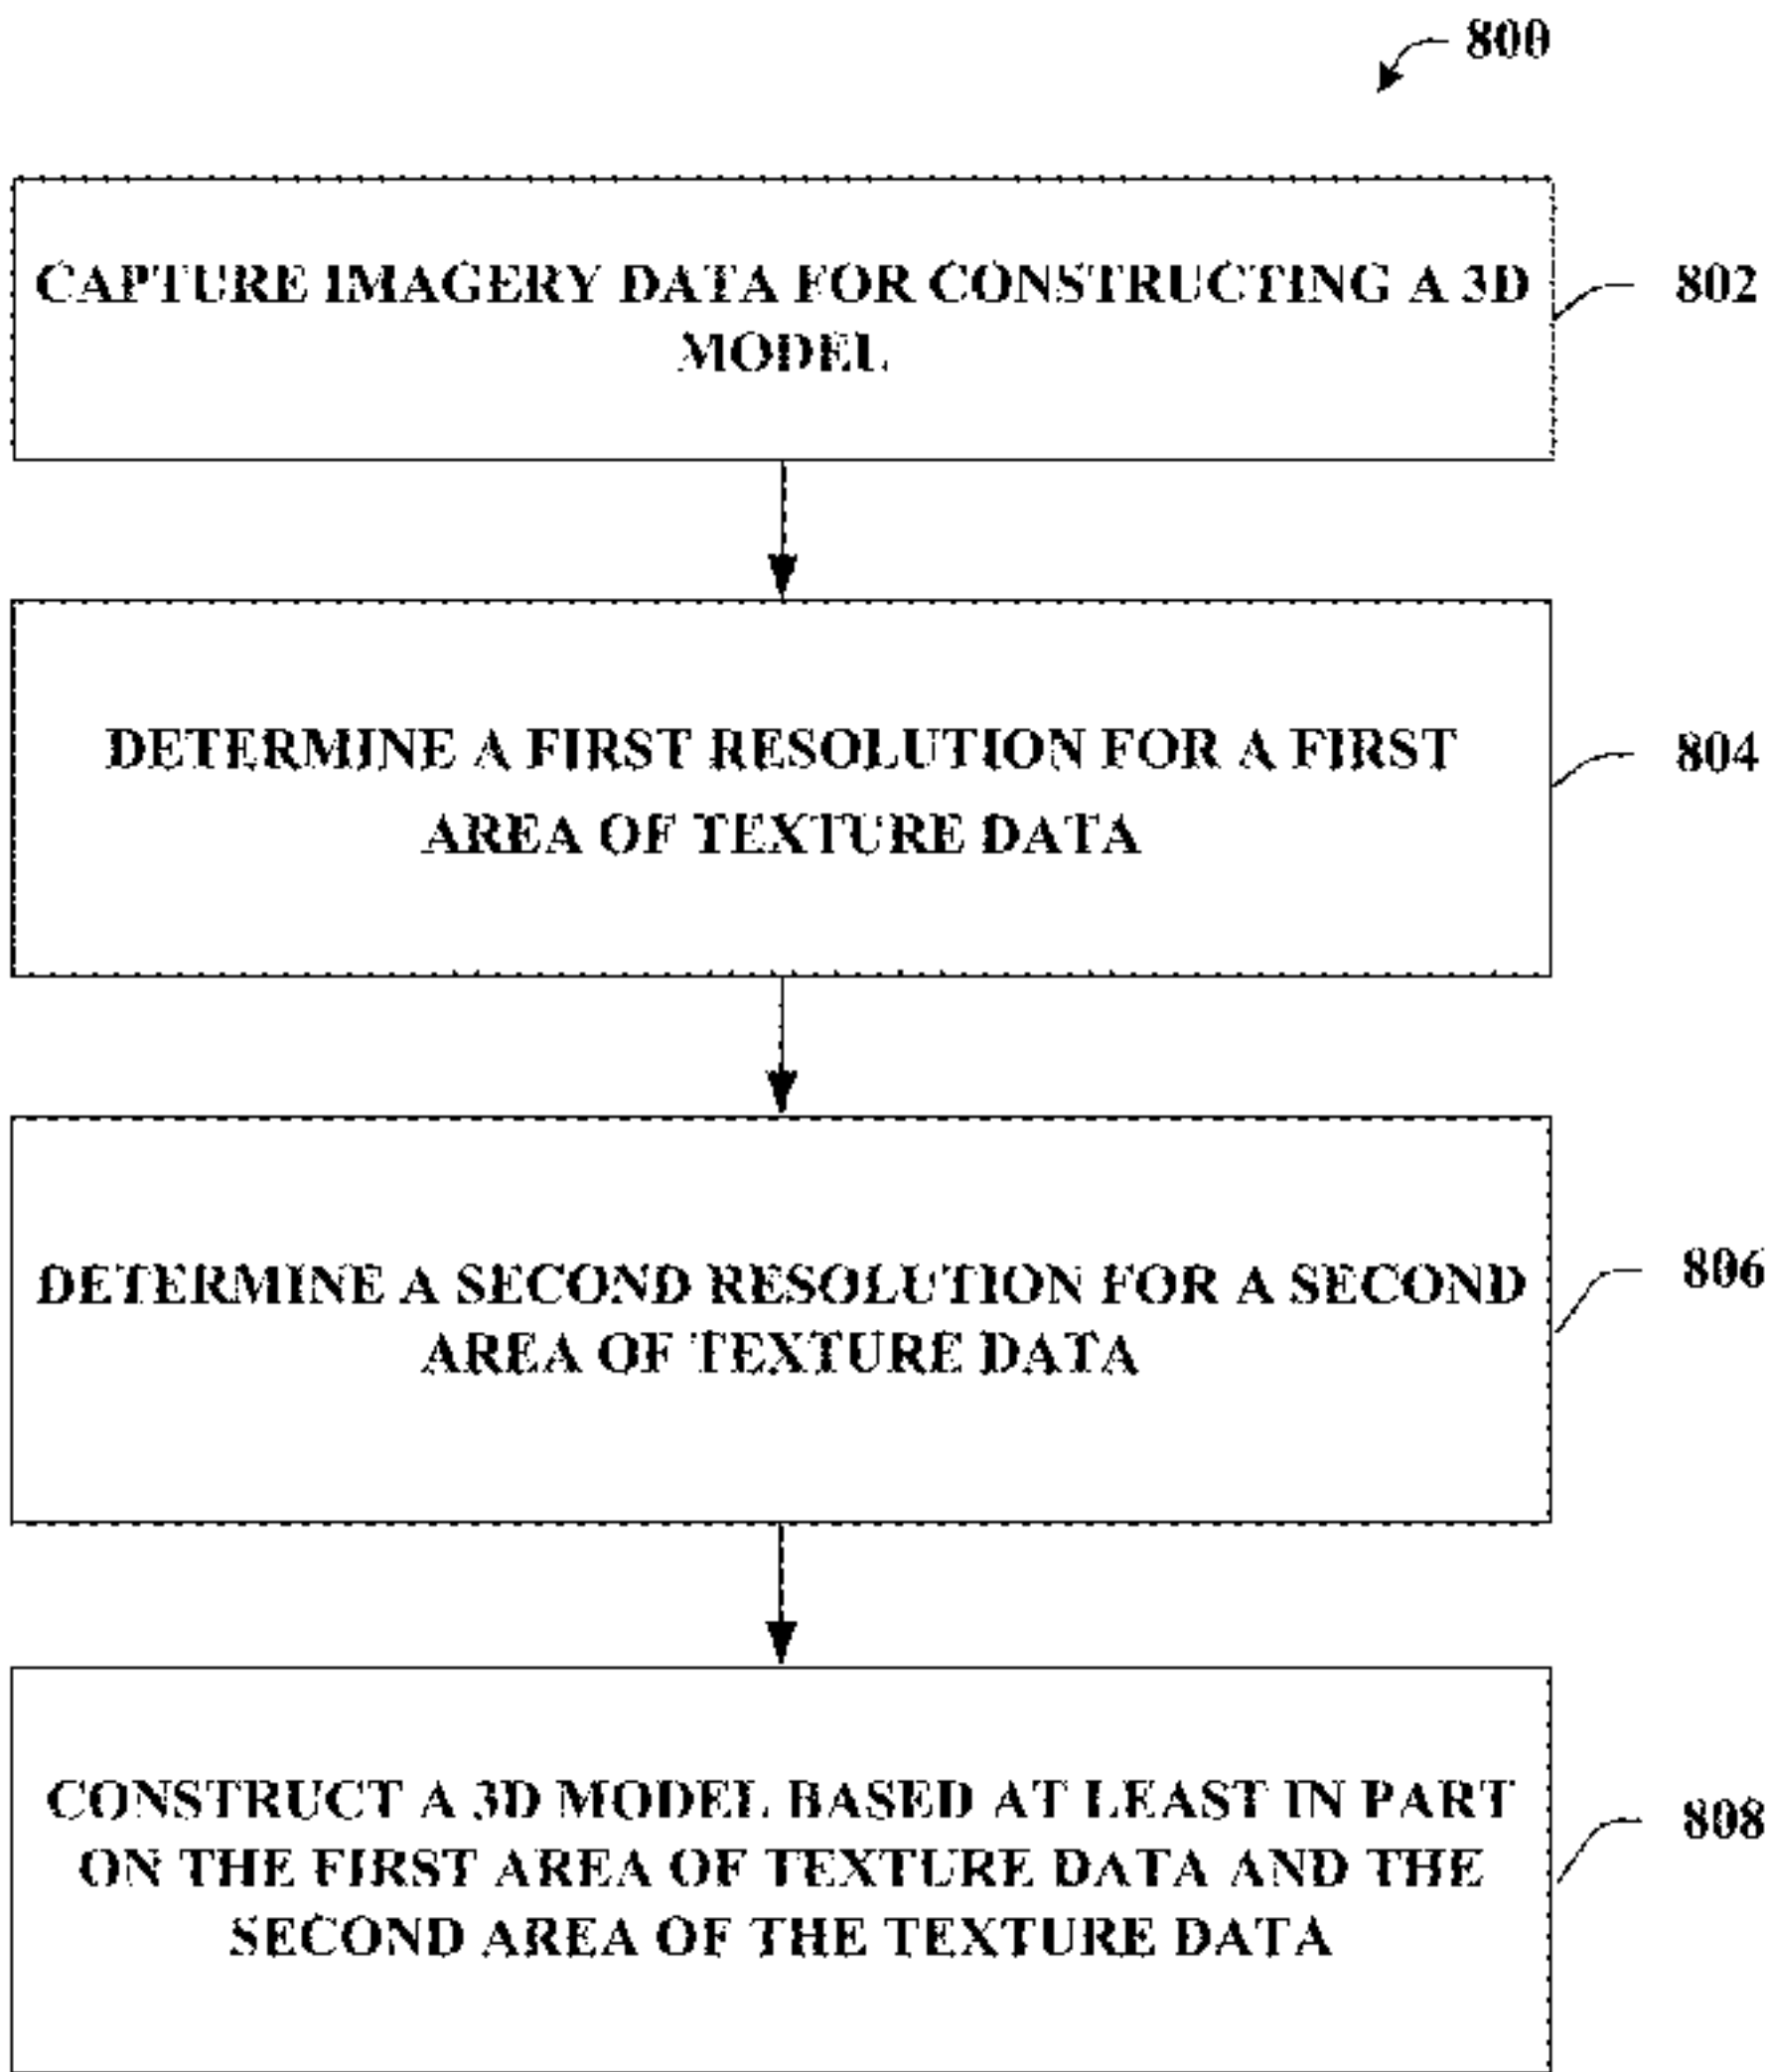 800
CAPTURE IMAGERY DATA FOR CONSTRUCTING A 3D
MODEL
802
DETERMINE A FIRST RESOLUTION FOR A FIRST
AREA OF TEXTURE DATA
804
DETERMINE A SECOND RESOLUTION FOR A SECOND
AREA OF TEXTURE DATA
806
CONSTRUCT A 3D MODEL BASED AT LEAST IN PART
ON THE FIRST AREA OF TEXTURE DATA AND THE
SECOND AREA OF THE TEXTURE DATA
808